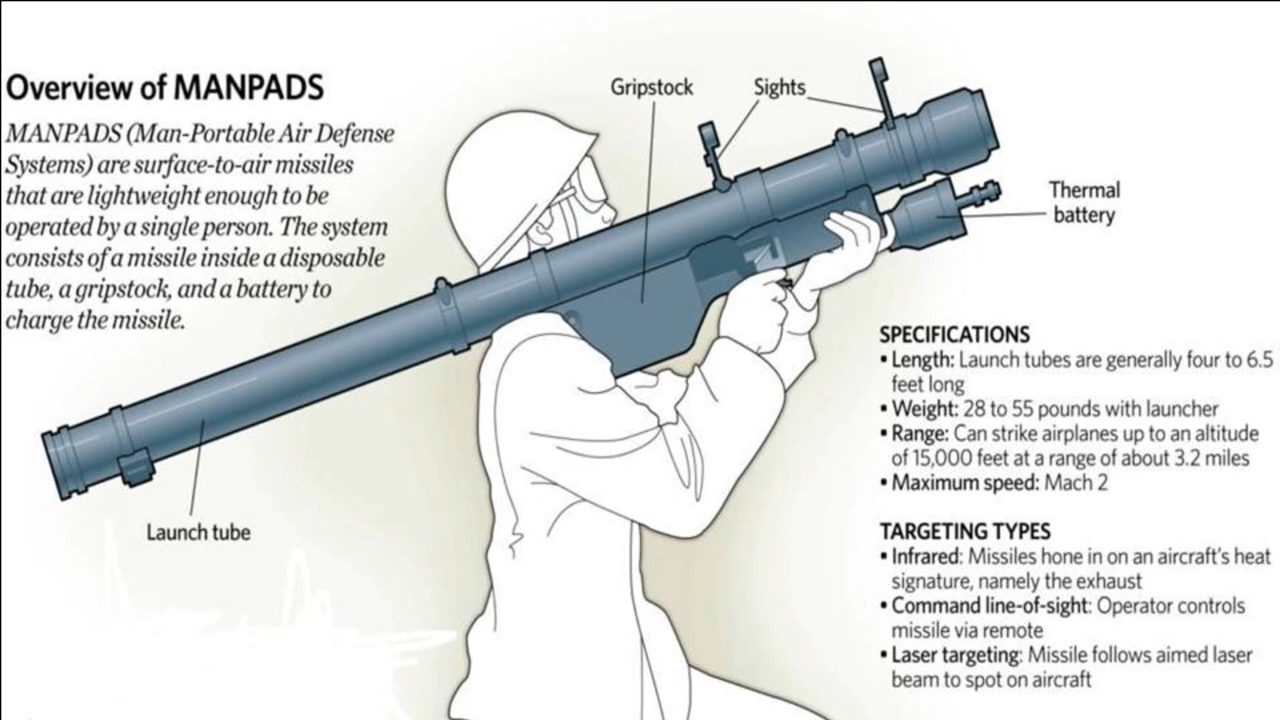 Overview of MANPADS
MANPADS (Man-Portable Air Defense
Systems) are surface-to-air missiles
that are lightweight enough to be
operated by a single person. The system
consists of a missile inside a disposable
tube, a gripstock, and a battery to
charge the missile.
Gripstock
Sights
Thermal
battery
Launch tube
SPECIFICATIONS
• Length: Launch tubes are generally four to 6.5
feet long
• Weight: 28 to 55 pounds with launcher
• Range: Can strike airplanes up to an altitude
of 15,000 feet at a range of about 3.2 miles
• Maximum speed: Mach 2
TARGETING TYPES
• Infrared: Missiles hone in on an aircraft's heat
signature, namely the exhaust
• Command line-of-sight: Operator controls
missile via remote
• Laser targeting: Missile follows aimed laser
beam to spot on aircraft